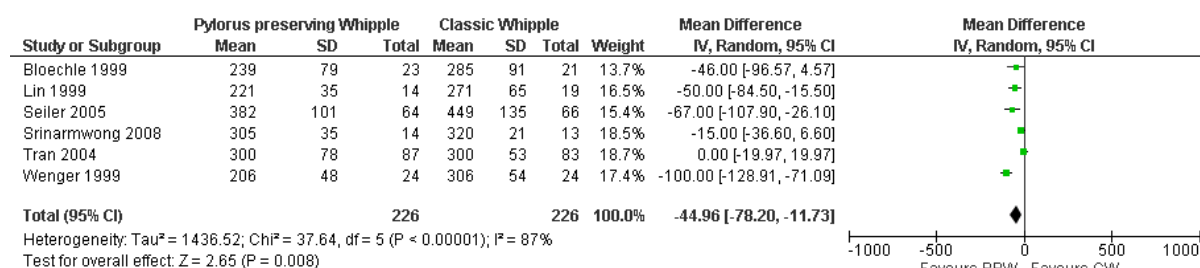 Pylorus preserving Whipple Classic Whipple Mean Difference Mean Difference
Study or Subgroup Mean SD Total Mean SD Total Weight IV, Random, 95% CI IV, Random, 95% CI
Bloechle 1999 239 79 23 285 91 21 13.7% -46.00 [-96.57, 4.57]
Lin 1999 221 35 14 271 65 19 16.5% -50.00 [-84.50, -15.50]
Seiler 2005 382 101 64 449 135 66 15.4% -67.00 [-107.90, -26.10]
Srinarmwong 2008 305 35 14 320 21 13 18.5% -15.00 [-36.60, 6.60]
Tran 2004 300 78 87 300 53 83 18.7% 0.00 [-19.97, 19.97]
Wenger 1999 206 48 24 306 54 24 17.4% -100.00 [-128.91, -71.09]
Total (95% CI) 226 226 100.0% -44.96 [-78.20, -11.73]
Heterogeneity: Tau² = 1436.52; Chi² = 37.64, df = 5 (P < 0.00001); I² = 87%
Test for overall effect: Z = 2.65 (P = 0.008)
-1000 -500 0 500 1000
Favours PPW Favours CW